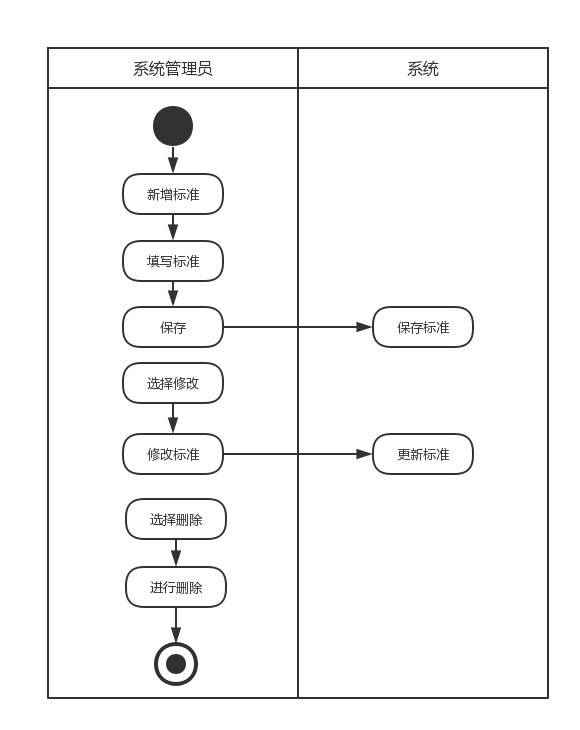 系统管理员
系统
新增标准
填写标准
保存
保存标准
选择修改
修改标准
更新标准
选择删除
进行删除